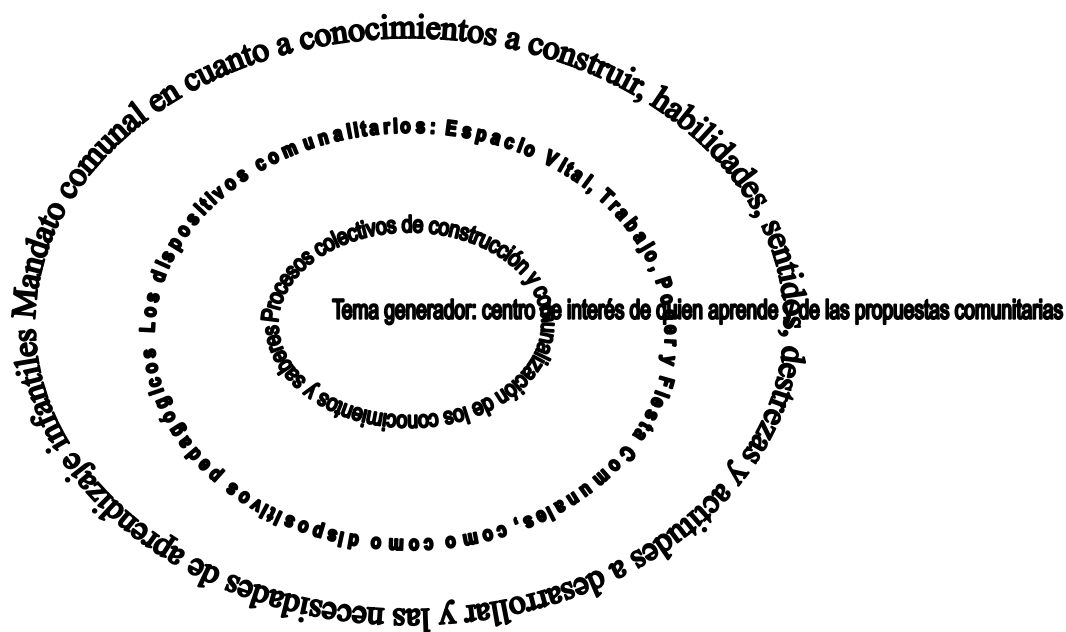 Mandato comunal en cuanto a conocimientos a construir, habilidades, sentidos, destrezas y actitudes a desarrollar y las necesidades de aprendizaje infantiles
Los dispositivos comunalitarios: Espacio Vital, Trabajo, Poder y Fiesta Comunales, como como dispositivos pedagógicos
Procesos colectivos de construcción y comunalización de los conocimientos y saberes
Tema generador: centro de interés de quien aprende y de las propuestas comunitarias